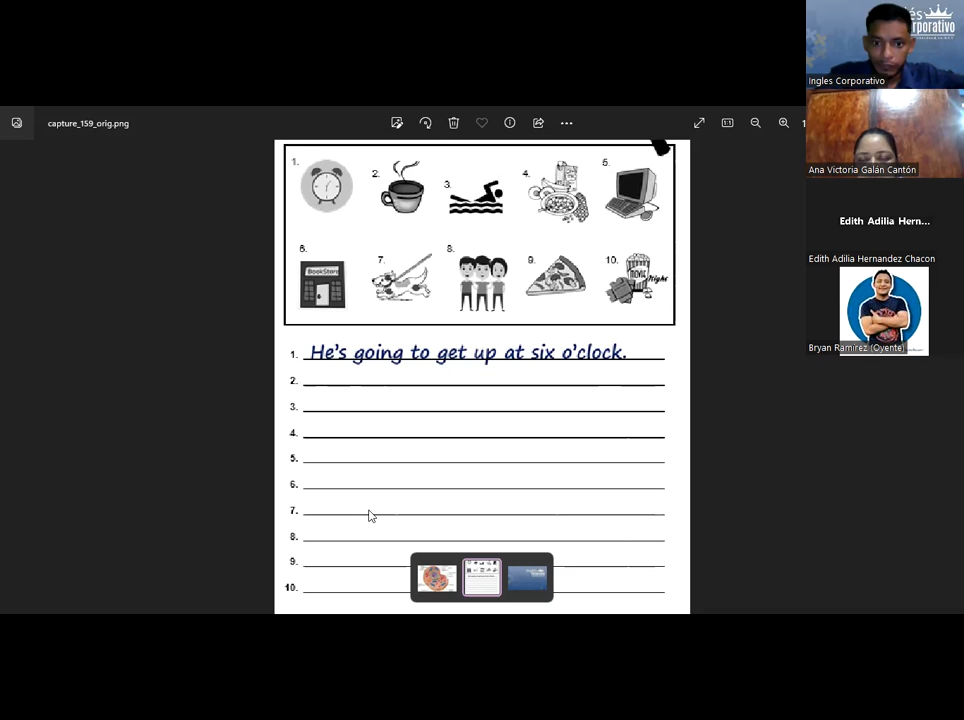 Ingles Corporativo
capture_159_orig.png
Ana Victoria Galán Cantón
Edith Adilia Hern...
Edith Adilia Hernandez Chacon
Bryan Ramirez (Oyente)
1.
2.
3.
4.
5.
6.
7.
8.
9.
10.
BookStore
MOVIE
Night
1. He's going to get up at six o'clock.
2.
3.
4.
5.
6.
7.
8.
9.
10.